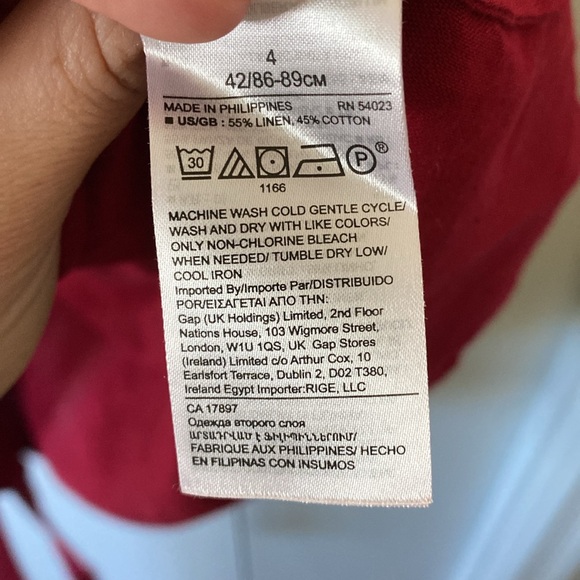 4
42/86-89CM
MADE IN PHILIPPINES RN 54023
■ US/GB : 55% LINEN, 45% COTTON
30 P ®
1166
MACHINE WASH COLD GENTLE CYCLE/
WASH AND DRY WITH LIKE COLORS/
ONLY NON-CHLORINE BLEACH
WHEN NEEDED/ TUMBLE DRY LOW/
COOL IRON
Imported By/Importe Par/DISTRIBUIDO
POR/ΕΙΣΑΓΕΤΑΙ ΑΠΟ ΤΗΝ:
Gap (UK Holdings) Limited, 2nd Floor
Nations House, 103 Wigmore Street,
London, W1U 1QS, UK Gap Stores
(Ireland) Limited c/o Arthur Cox, 10
Earlsfort Terrace, Dublin 2, D02 T380,
Ireland Egypt Importer:RIGE, LLC
CA 17897
Одежда второго слоя
ԱՐՏԱԴՐՎԱԾ Է ՖԻԼԻՊԻՆՆԵՐՈՒՄ/
FABRIQUE AUX PHILIPPINES/ HECHO
EN FILIPINAS CON INSUMOS